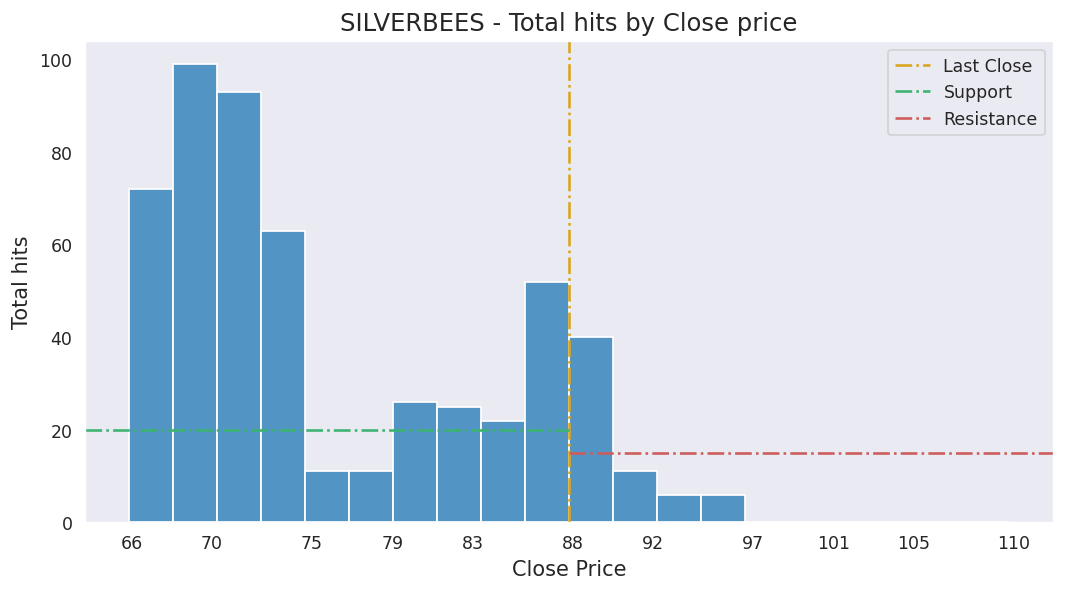 SILVERBEES - Total hits by Close price
Last Close
Support
Resistance
Total hits
100
80
60
40
20
0
66 70 75 79 83 88 92 97 101 105 110
Close Price